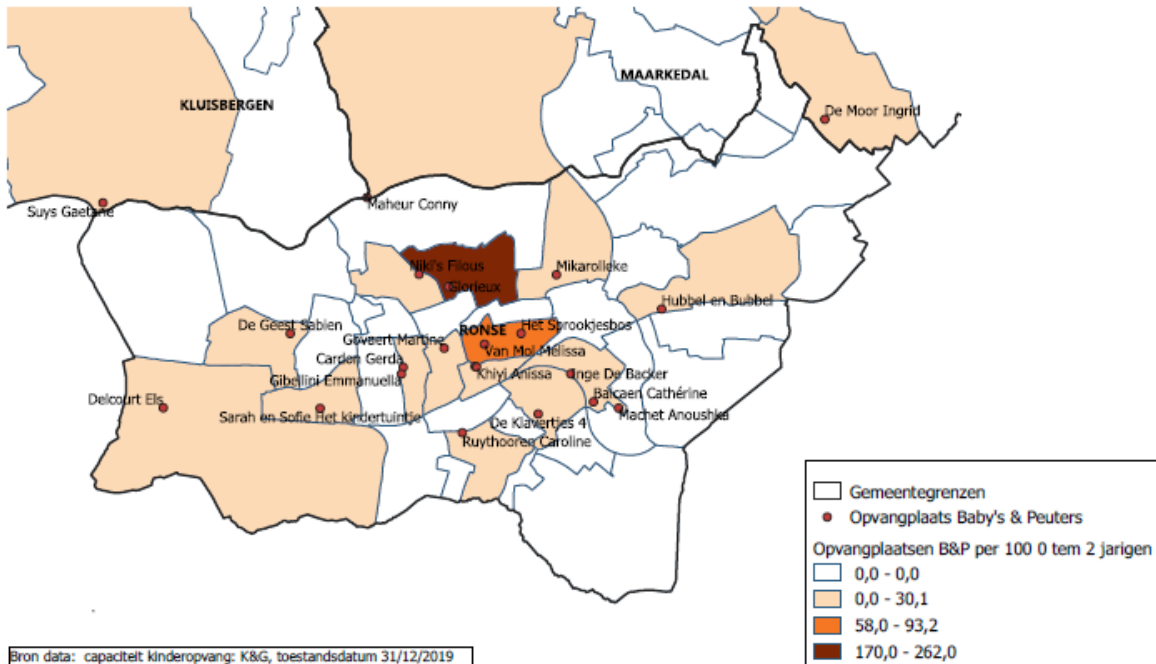 MAARKEDAL
KLUISBERGEN
De Moor Ingrid
Suys Gaetane
Maheur Conny
Niki's Filous
Mikarolleke
Glorieux
Hubbel en Bubbel
De Geest Sabien
RONSE
Het Sprookjesbos
Govaert Martine
Van Mol Melissa
Cardon Gerda
Khiyi Anissa
Inge De Backer
Gibellini Emmanuella
Delcourt Els
Balcaen Cathérine
Sarah en Sofie Het kindertuintje
Machet Anoushka
De Klavertjes 4
Ruythooren Caroline
Gemeentegrenzen
Opvangplaats Baby's & Peuters
Opvangplaatsen B&P per 100 0 tem 2 jarigen
0,0 - 0,0
0,0 - 30,1
58,0 - 93,2
170,0 - 262,0
Bron data: capaciteit kinderopvang: K&G, toestandsdatum 31/12/2019